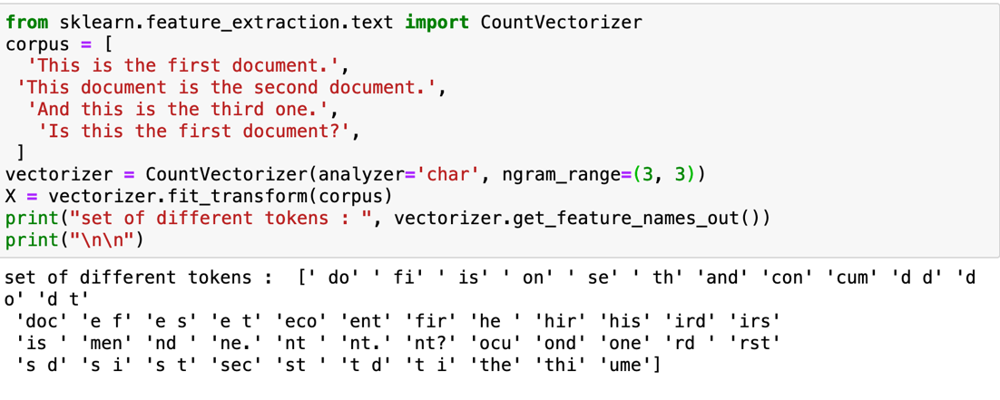 from sklearn.feature_extraction.text import CountVectorizer
corpus = [
  'This is the first document.',
 'This document is the second document.',
  'And this is the third one.',
   'Is this the first document?',
 ]
vectorizer = CountVectorizer(analyzer='char', ngram_range=(3, 3))
X = vectorizer.fit_transform(corpus)
print("set of different tokens : ", vectorizer.get_feature_names_out())
print("\n\n")
set of different tokens :  [' do' ' fi' ' is' ' on' ' se' ' th' 'and' 'con' 'cum' 'd d' 'd
o' 'd t'
 'doc' 'e f' 'e s' 'e t' 'eco' 'ent' 'fir' 'he ' 'hir' 'his' 'ird' 'irs'
 'is ' 'men' 'nd ' 'ne.' 'nt ' 'nt.' 'nt?' 'ocu' 'ond' 'one' 'rd ' 'rst'
 's d' 's i' 's t' 'sec' 'st ' 't d' 't i' 'the' 'thi' 'ume']